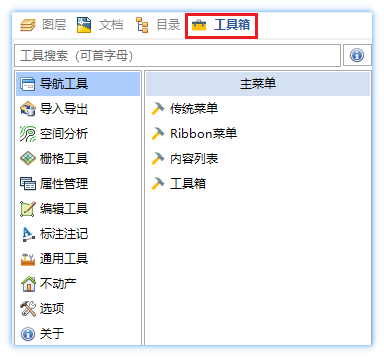 图层 文档 目录 工具箱
工具搜索（可首字母）
导航工具
导入导出
空间分析
栅格工具
属性管理
编辑工具
标注注记
通用工具
不动产
选项
关于
主菜单
传统菜单
Ribbon菜单
内容列表
工具箱